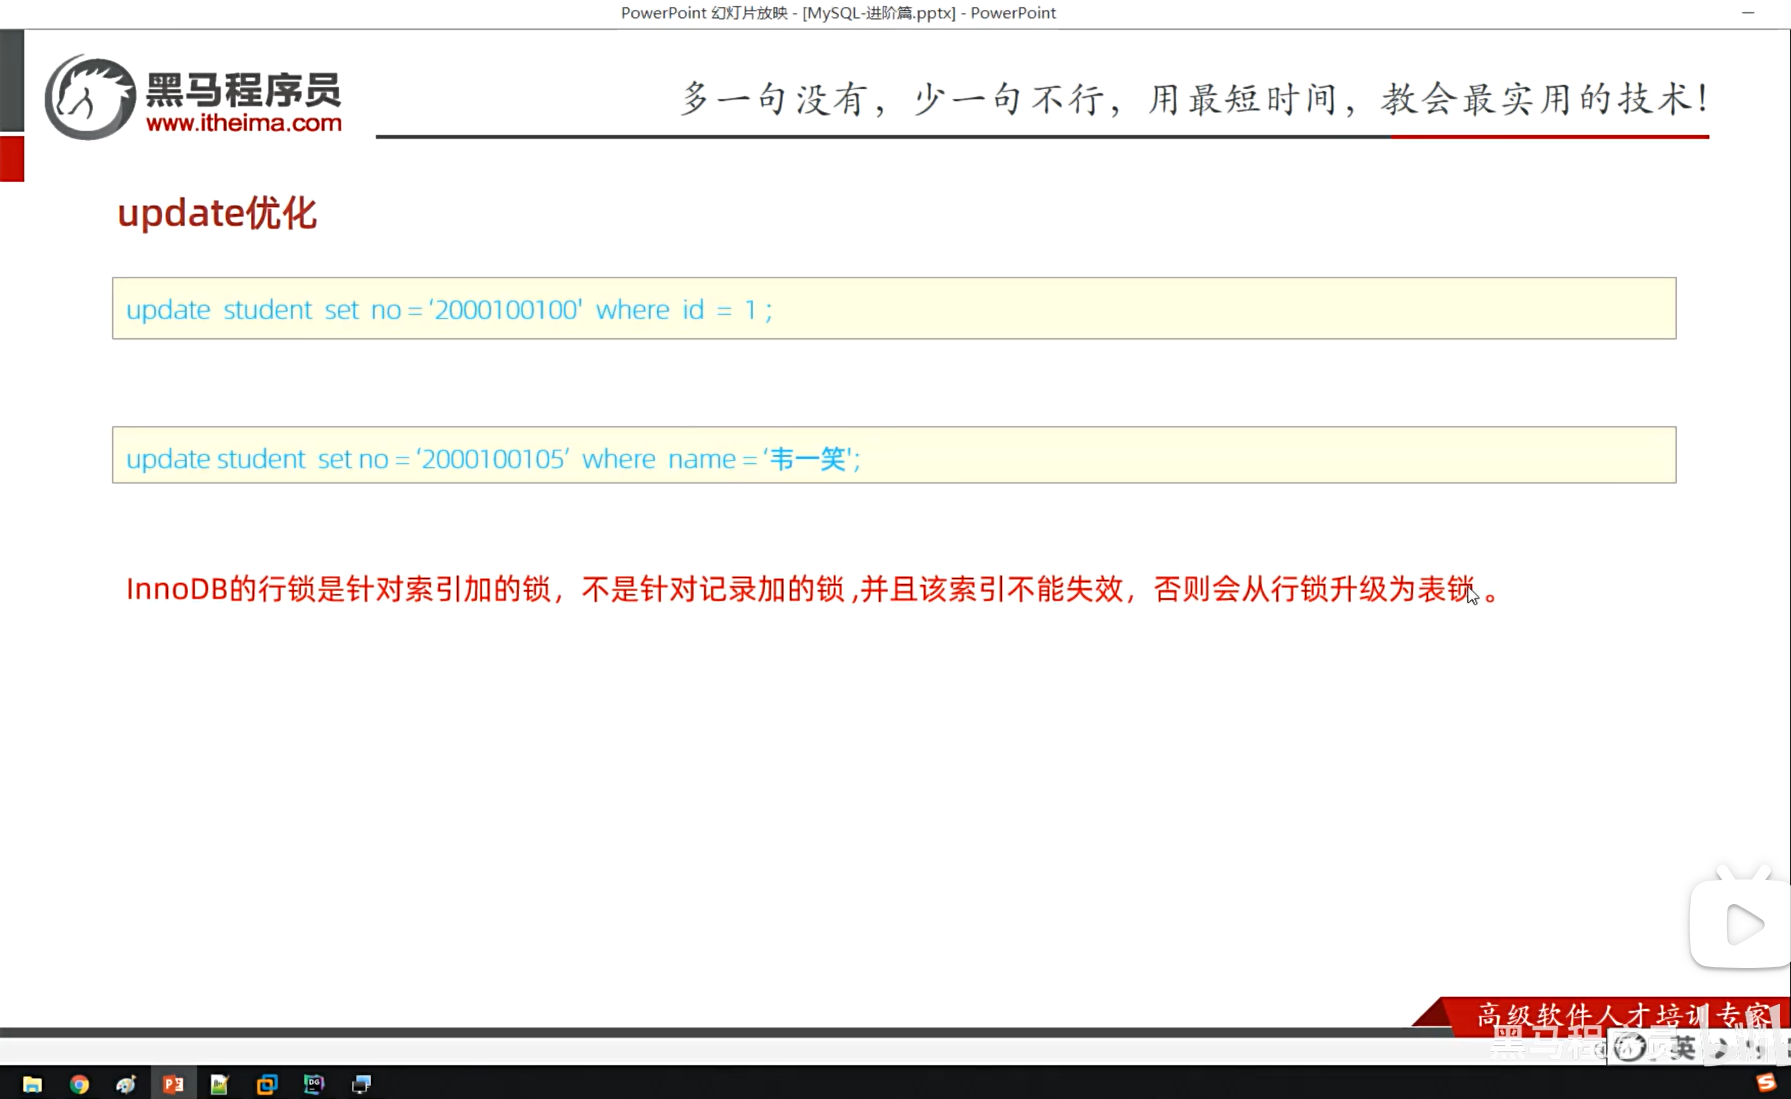 PowerPoint 幻灯片放映 - [MySQL-进阶篇.pptx] - PowerPoint
黑马程序员
www.itheima.com
多一句没有，少一句不行，用最短时间，教会最实用的技术！
update优化
update student set no = ‘2000100100' where id = 1 ;
update student set no = ‘2000100105’ where name = ‘韦一笑';
InnoDB的行锁是针对索引加的锁，不是针对记录加的锁 ,并且该索引不能失效，否则会从行锁升级为表锁 。
高级软件人才培训专家
黑马程序员
英